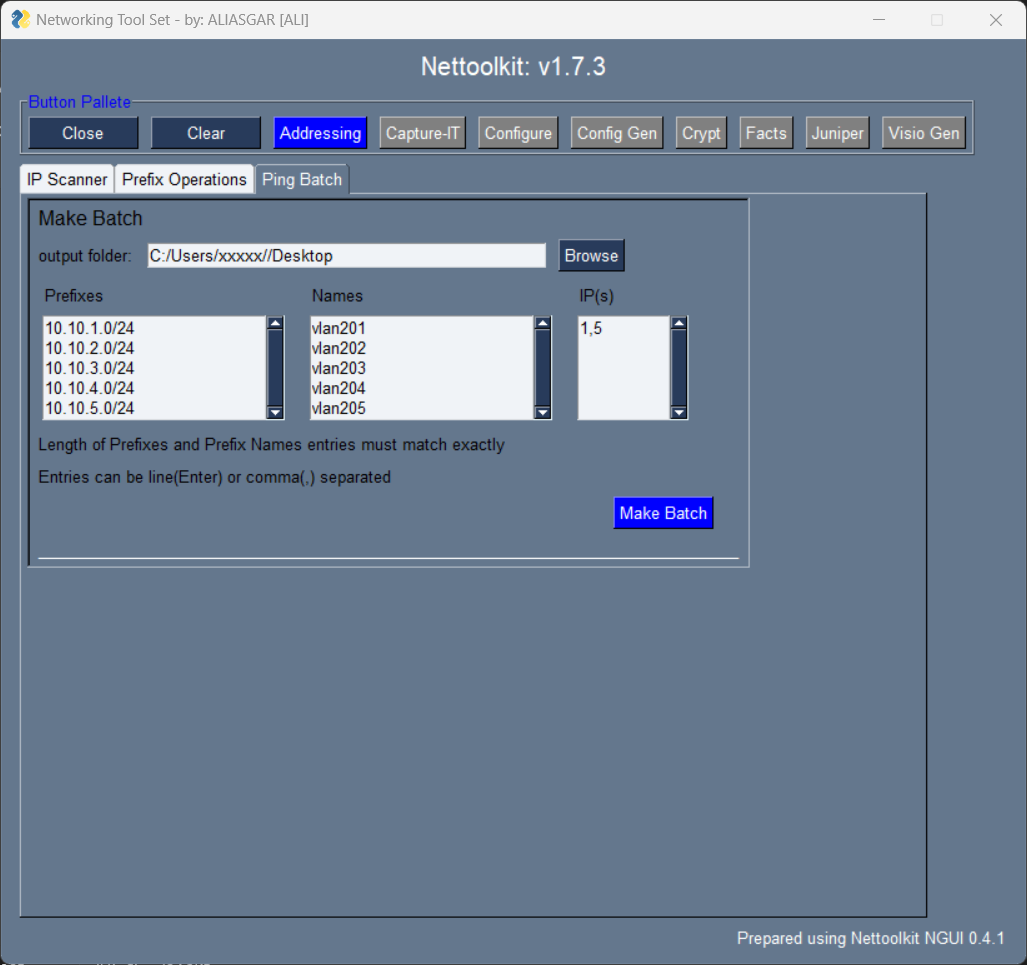 Networking Tool Set - by: ALIASGAR [ALI]
Nettoolkit: v1.7.3
Button Pallete
Close Clear Addressing Capture-IT Configure Config Gen Crypt Facts Juniper Visio Gen
IP Scanner Prefix Operations Ping Batch
Make Batch
output folder: C:/Users/xxxxx//Desktop Browse
Prefixes Names IP(s)
10.10.1.0/24 vlan201 1,5
10.10.2.0/24 vlan202
10.10.3.0/24 vlan203
10.10.4.0/24 vlan204
10.10.5.0/24 vlan205
Length of Prefixes and Prefix Names entries must match exactly
Entries can be line(Enter) or comma(,) separated
Make Batch
Prepared using Nettoolkit NGUI 0.4.1